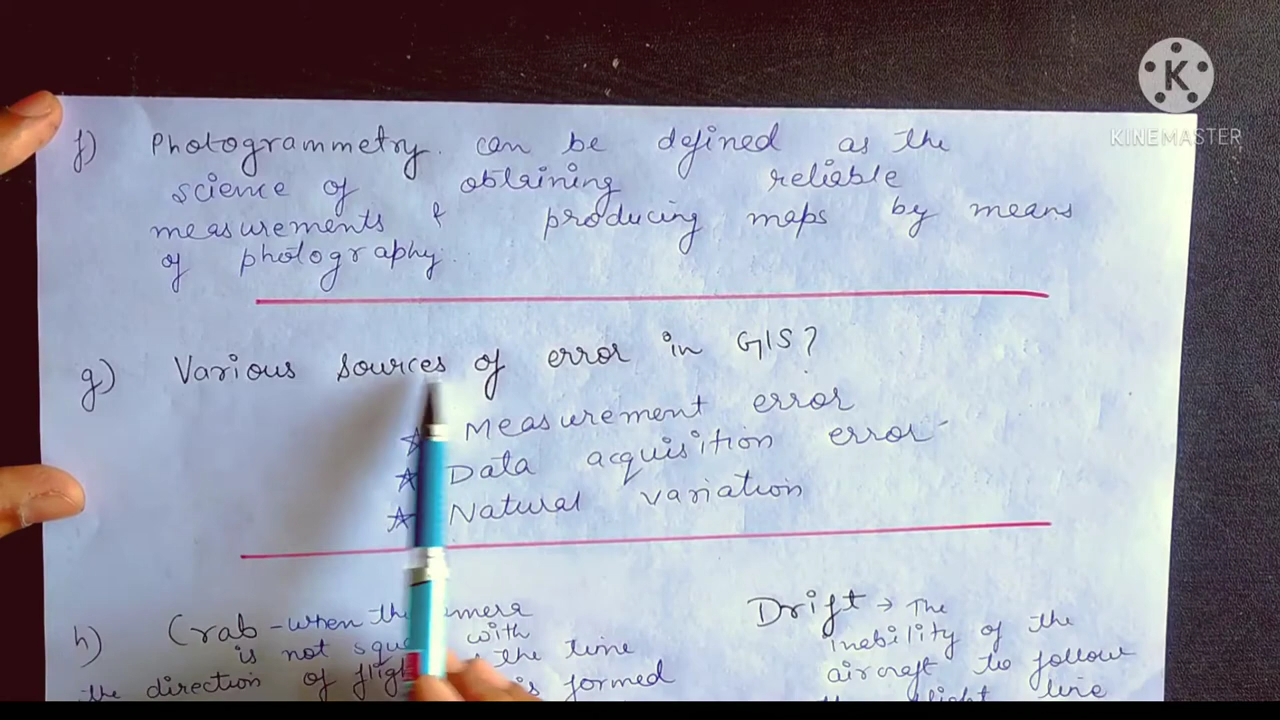 KINEMASTER
f) Photogrammetry. can be defined as the
science of obtaining reliable
measurements & producing maps by means
of photography.
g) Various sources of error in GIS?
☆ Measurement error
☆ Data acquisition error
☆ Natural variation
h) Crab - when the
is not with
the direction of the time
is formed
Drift → The
inability of the
aircraft to follow
line